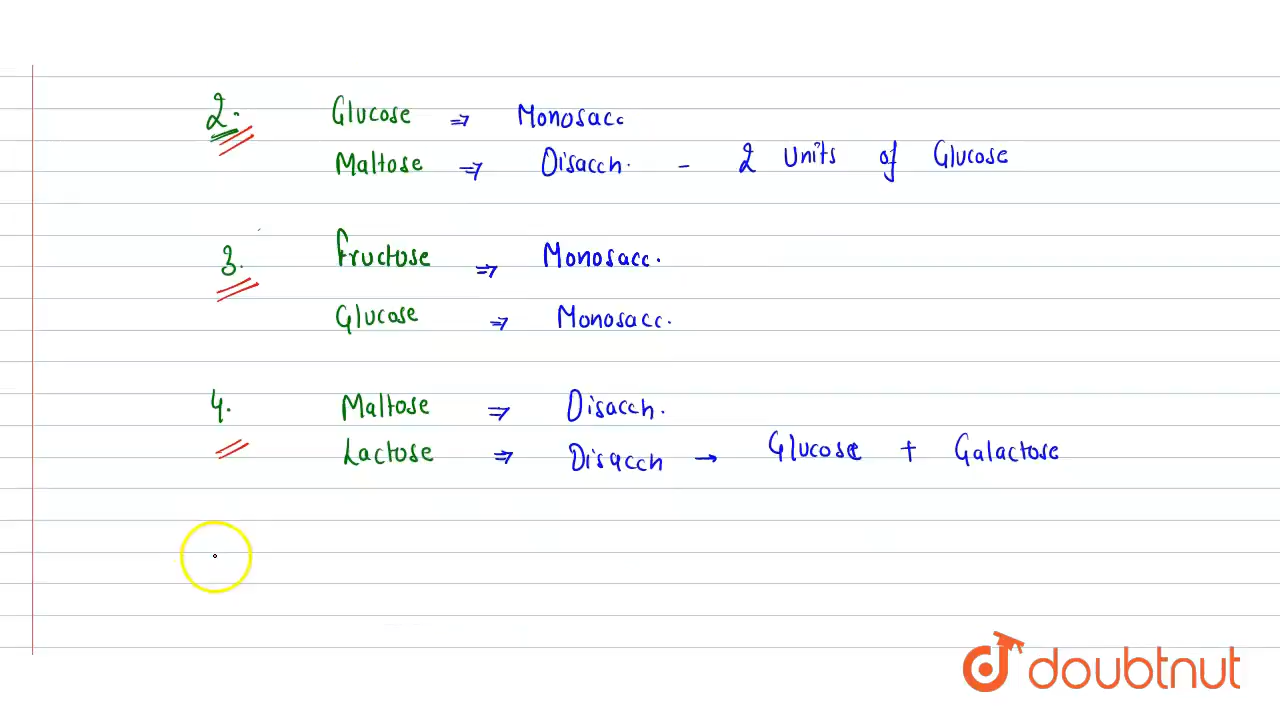 2. Glucose ⇒ Monosacc
Maltose ⇒ Disacch. - 2 Units of Glucose
3. Fructose ⇒ Monosacc.
Glucose ⇒ Monosacc.
4. Maltose ⇒ Disacch.
Lactose ⇒ Disacch → Glucose + Galactose
doubtnut